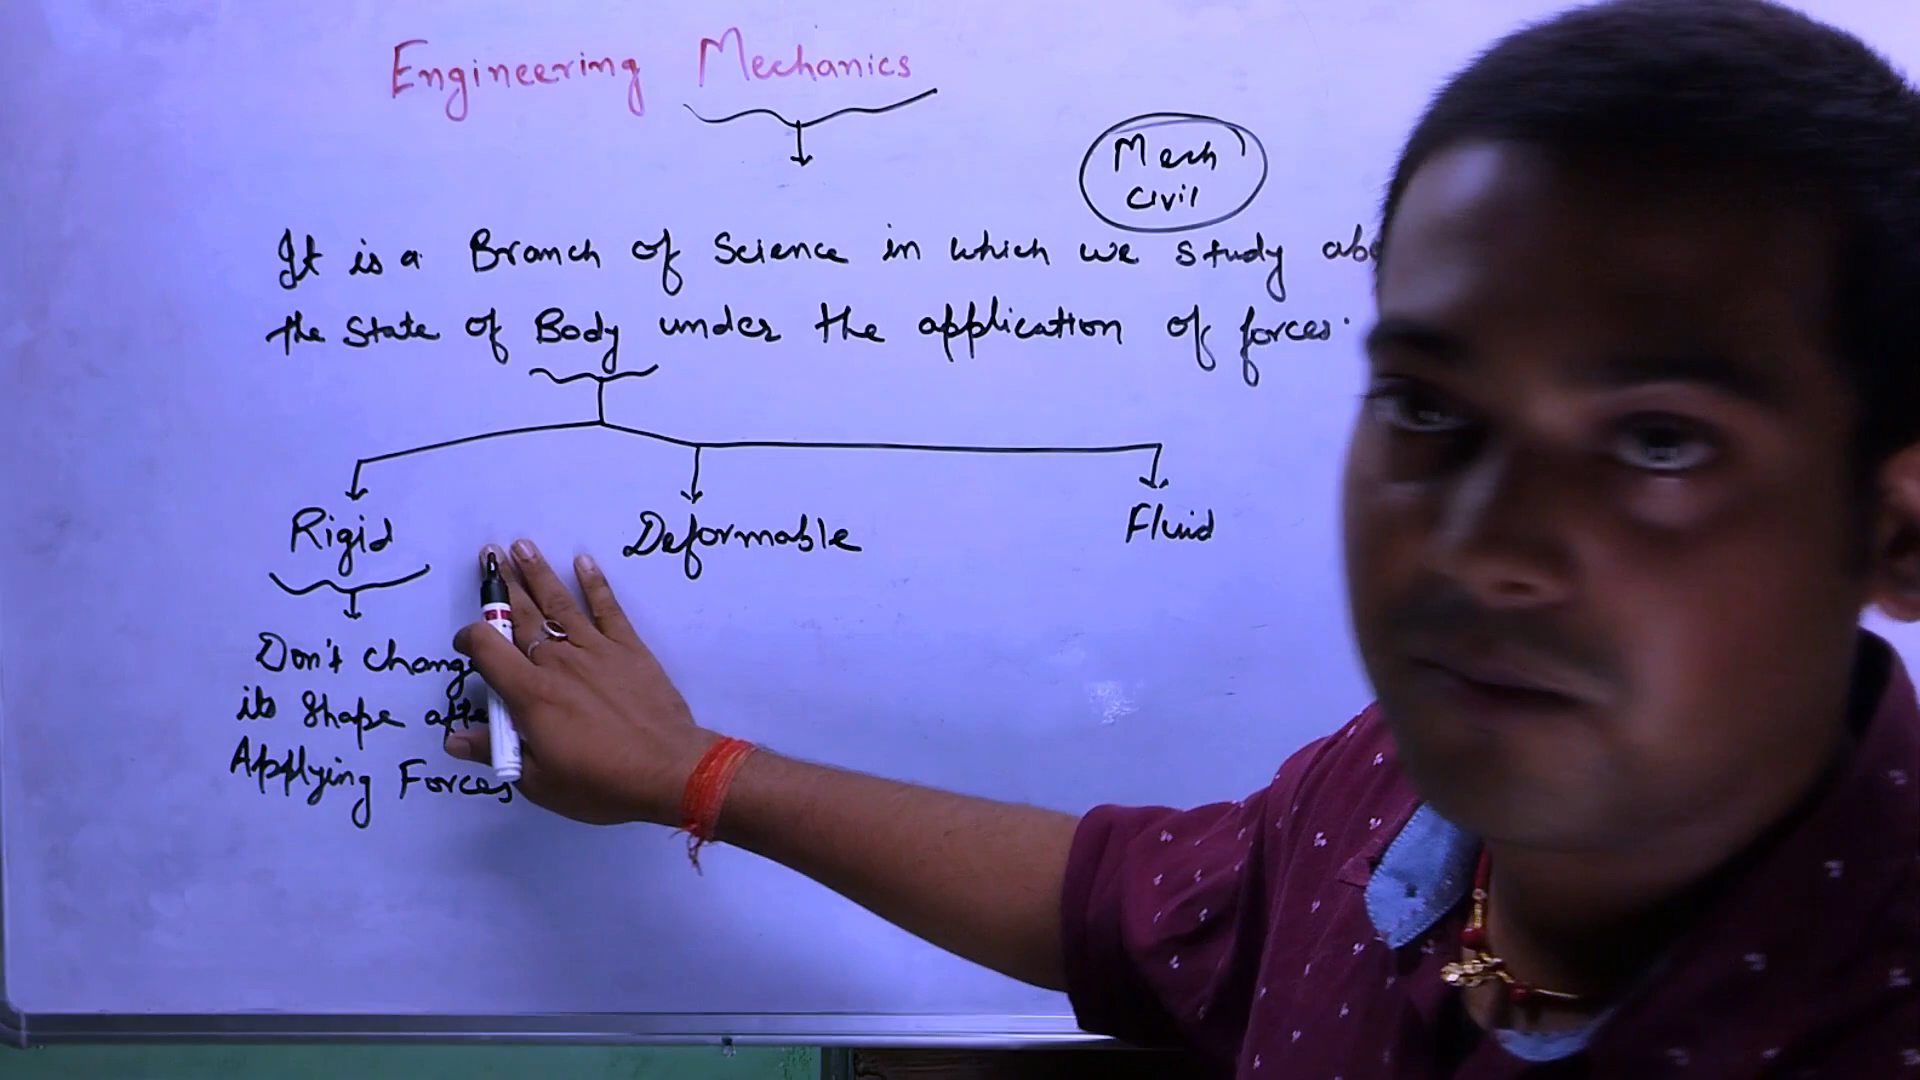 Engineering Mechanics
Mech
Civil
It is a Branch of Science in which we study
the State of Body under the application of forces.
Rigid Deformable Fluid
Don't
its Shape
Applying Forces